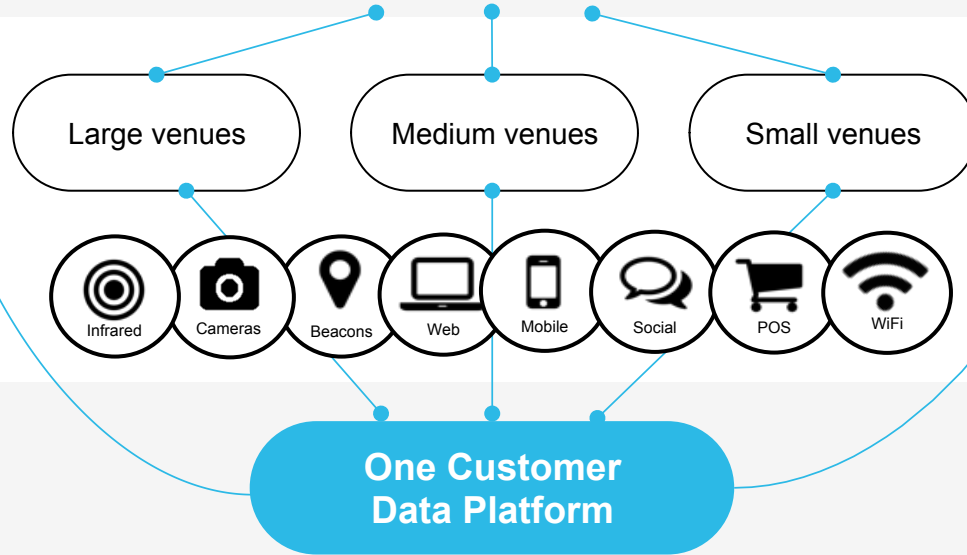 Large venues
Medium venues
Small venues
Infrared
Cameras
Beacons
Web
Mobile
Social
POS
WiFi
One Customer
Data Platform